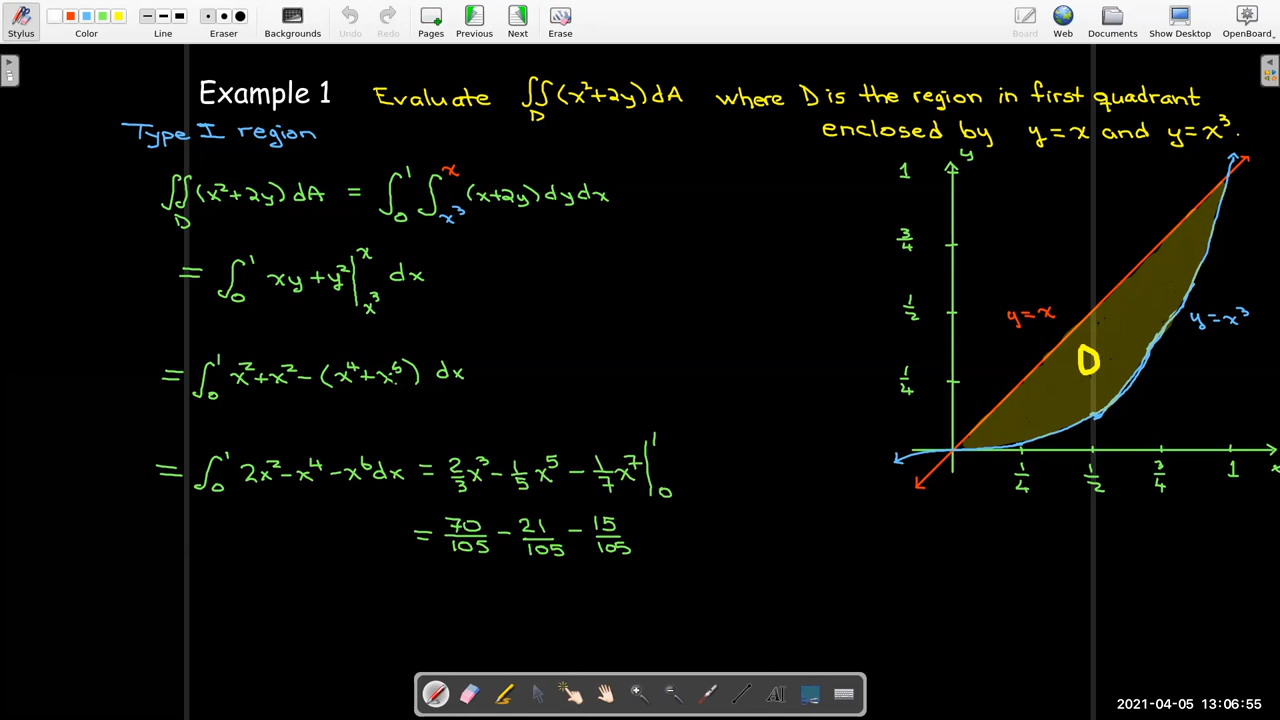 Stylus Color Line Eraser Backgrounds Undo Redo Pages Previous Next Erase Board Web Documents Show Desktop OpenBoard
Example 1 Evaluate ∬_D (x²+2y) dA where D is the region in first quadrant
Type I region enclosed by y=x and y=x³.
∬_D (x²+2y) dA = ∫₀¹ ∫_{x³}^{x} (x+2y) dy dx
= ∫₀¹ xy + y² |_{x³}^{x} dx
= ∫₀¹ x²+x² − (x⁴+x⁶) dx
= ∫₀¹ 2x² − x⁴ − x⁶ dx = 2/3 x³ − 1/5 x⁵ − 1/7 x⁷ |₀¹
= 70/105 − 21/105 − 15/105
y
1
3/4
1/2
1/4
y=x
y=x³
D
1/4 1/2 3/4 1 x
2021-04-05 13:06:55